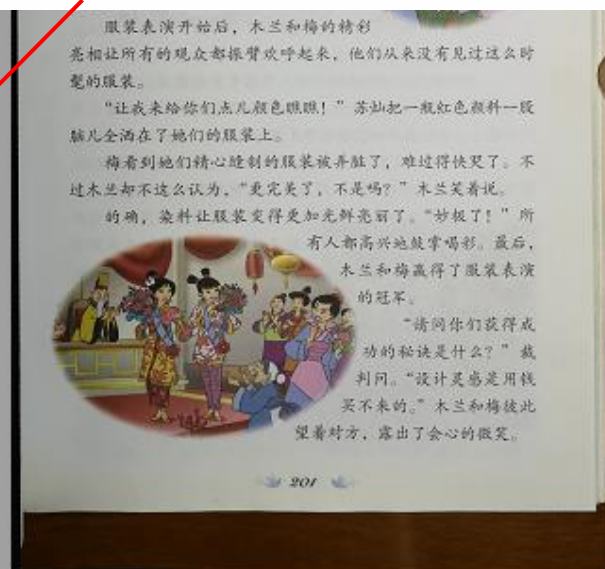 服装表演开始后，木兰和梅的精彩
亮相让所有的观众都振臂欢呼起来，他们从来没有见过这么时
髦的服装。
“让我来给你们点儿颜色瞧瞧！”苏灿把一瓶红色颜料一股
脑儿全洒在了她们的服装上。
梅看到她们精心缝制的服装被弄脏了，难过得快哭了。不
过木兰却不这么认为，“更完美了，不是吗？”木兰笑着说。
的确，染料让服装变得更加光鲜亮丽了。“妙极了！”所
有人都高兴地鼓掌喝彩。最后，
木兰和梅赢得了服装表演
的冠军。
“请问你们获得成
功的秘诀是什么？”裁
判问。“设计灵感是用钱
买不来的。”木兰和梅彼此
望着对方，露出了会心的微笑。
201